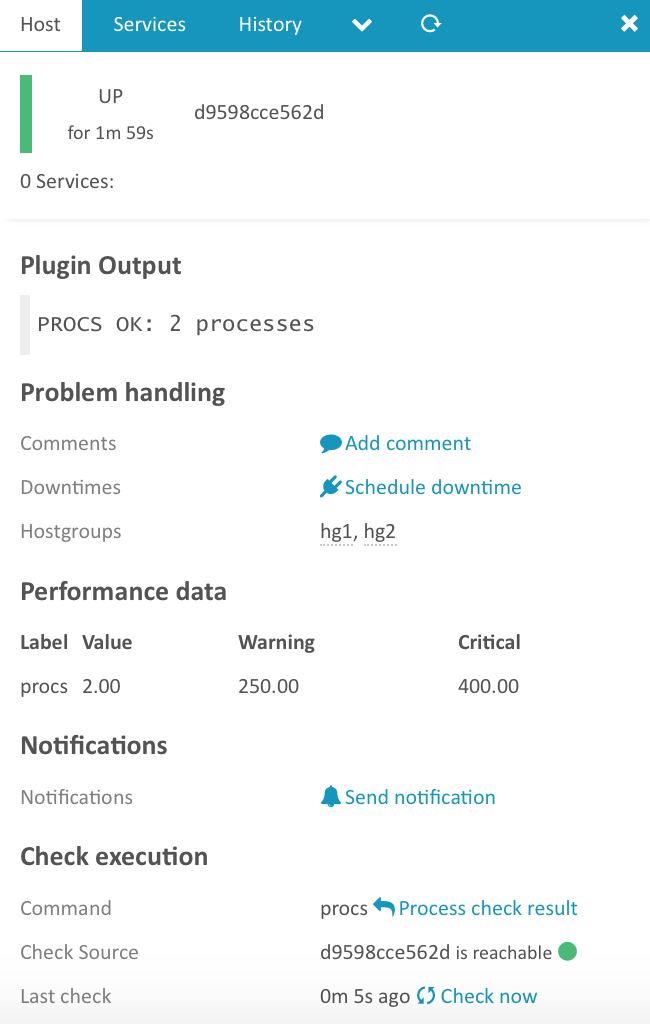 Host Services History
UP
for 1m 59s
d9598cce562d
0 Services:
Plugin Output
PROCS OK: 2 processes
Problem handling
Comments Add comment
Downtimes Schedule downtime
Hostgroups hg1, hg2
Performance data
Label Value Warning Critical
procs 2.00 250.00 400.00
Notifications
Notifications Send notification
Check execution
Command procs Process check result
Check Source d9598cce562d is reachable
Last check 0m 5s ago Check now